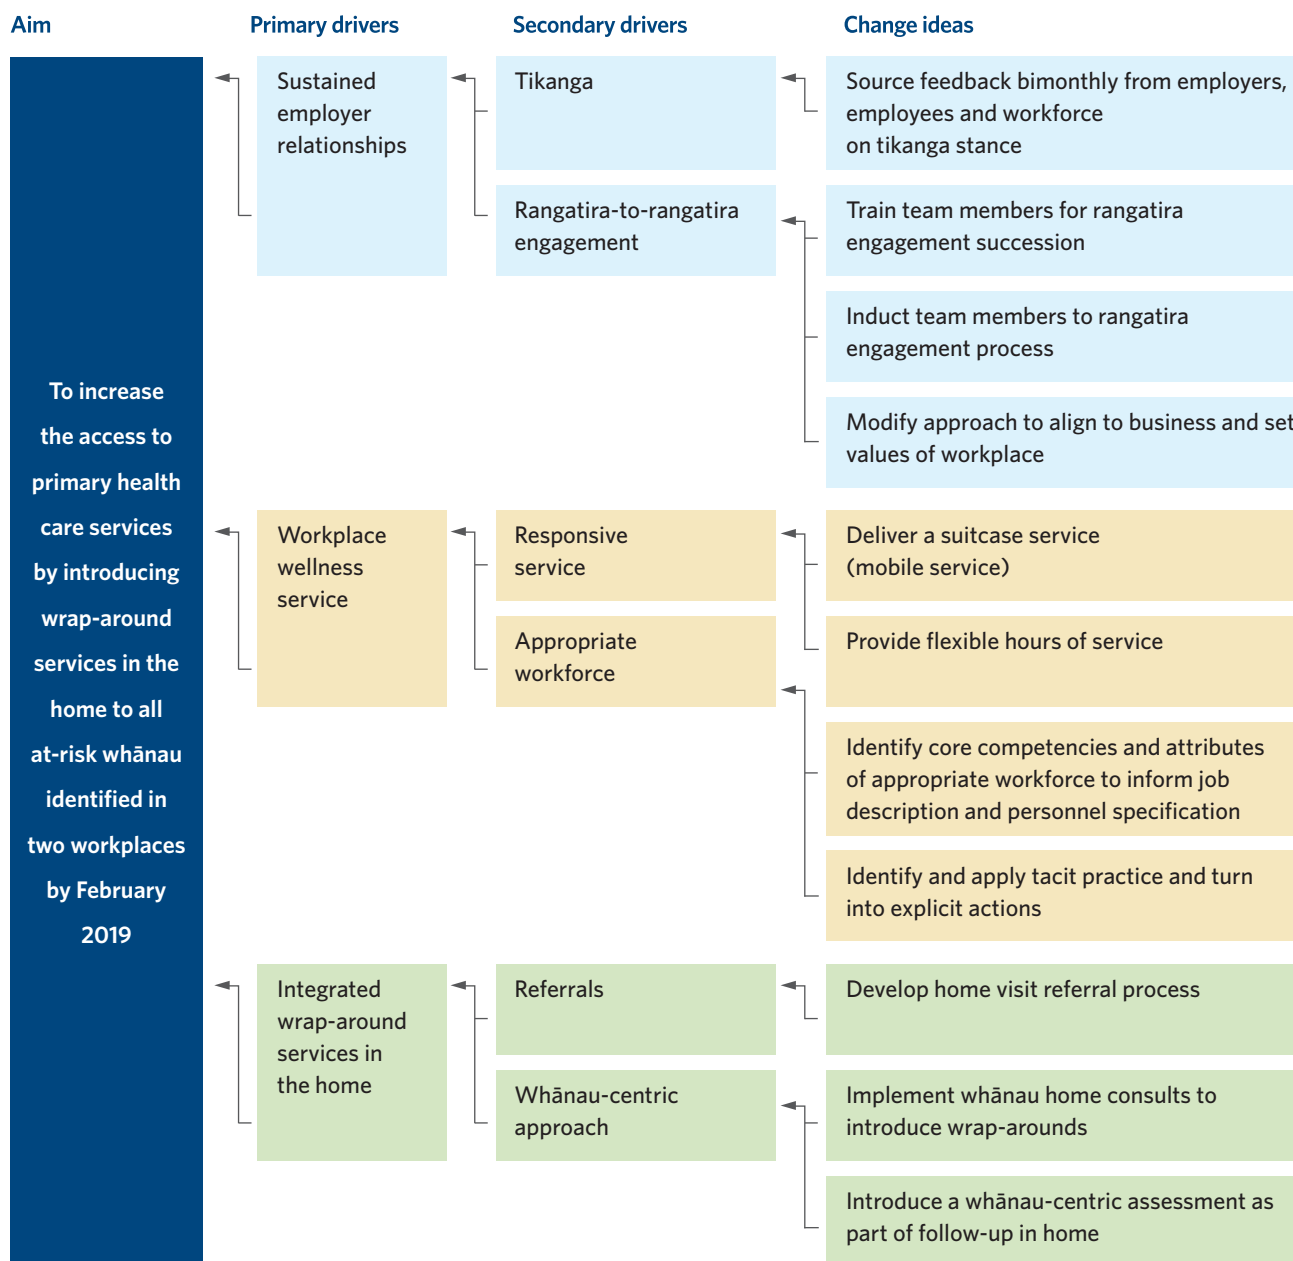 Aim
Primary drivers
Secondary drivers
Change ideas
To increase
the access to
primary health
care services
by introducing
wrap-around
services in the
home to all
at-risk whānau
identified in
two workplaces
by February
2019
Sustained
employer
relationships
Tikanga
Source feedback bimonthly from employers,
employees and workforce
on tikanga stance
Rangatira-to-rangatira
engagement
Train team members for rangatira
engagement succession
Induct team members to rangatira
engagement process
Modify approach to align to business and set
values of workplace
Workplace
wellness
service
Responsive
service
Deliver a suitcase service
(mobile service)
Provide flexible hours of service
Appropriate
workforce
Identify core competencies and attributes
of appropriate workforce to inform job
description and personnel specification
Identify and apply tacit practice and turn
into explicit actions
Integrated
wrap-around
services in
the home
Referrals
Develop home visit referral process
Whānau-centric
approach
Implement whānau home consults to
introduce wrap-arounds
Introduce a whānau-centric assessment as
part of follow-up in home